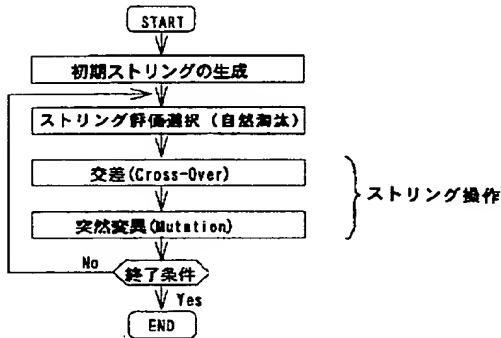 START
初期ストリングの生成
ストリング評価選択(自然淘汰)
交差(Cross-Over)
ストリング操作
突然変異(Mutation)
No
終了条件
Yes
END